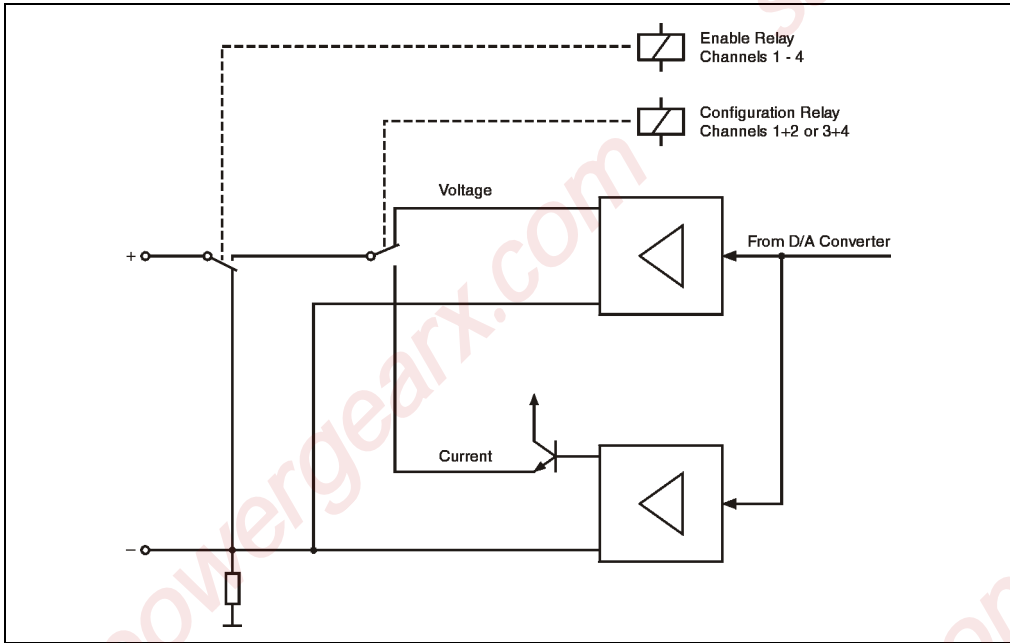 Enable Relay
Channels 1 - 4
Configuration Relay
Channels 1+2 or 3+4
Voltage
From D/A Converter
+
Current
−
powergearx.com